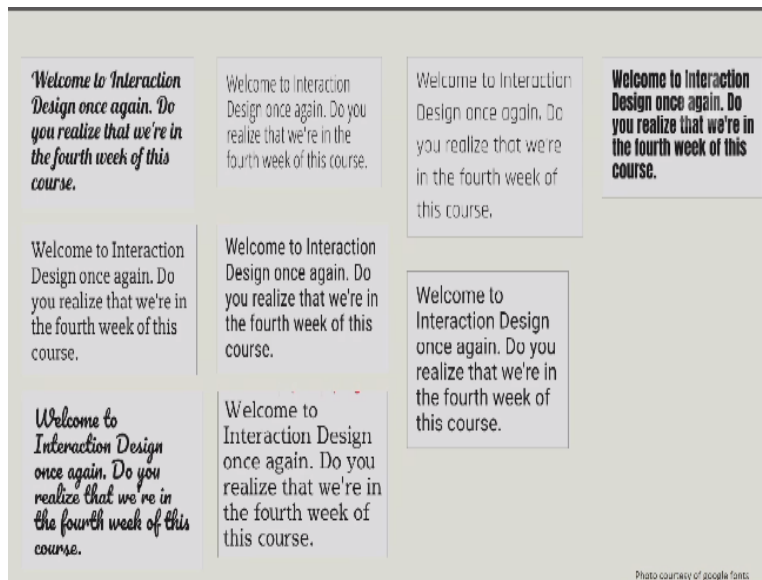 Welcome to Interaction
Design once again. Do
you realize that we're in
the fourth week of this
course.
Welcome to Interaction
Design once again. Do you
realize that we're in the
fourth week of this course.
Welcome to Interaction
Design once again. Do
you realize that we're
in the fourth week of
this course.
Welcome to Interaction
Design once again. Do
you realize that we're in
the fourth week of this
course.
Welcome to Interaction
Design once again. Do
you realize that we're in
the fourth week of this
course.
Welcome to Interaction
Design once again. Do
you realize that we're in
the fourth week of this
course.
Welcome to
Interaction Design
once again. Do you
realize that we're in
the fourth week of
this course.
Welcome to
Interaction Design
once again. Do you
realize that we're in
the fourth week of this
course.
Welcome to
Interaction Design
once again. Do you
realize that we're in
the fourth week of
this course.
Photo courtesy of google fonts